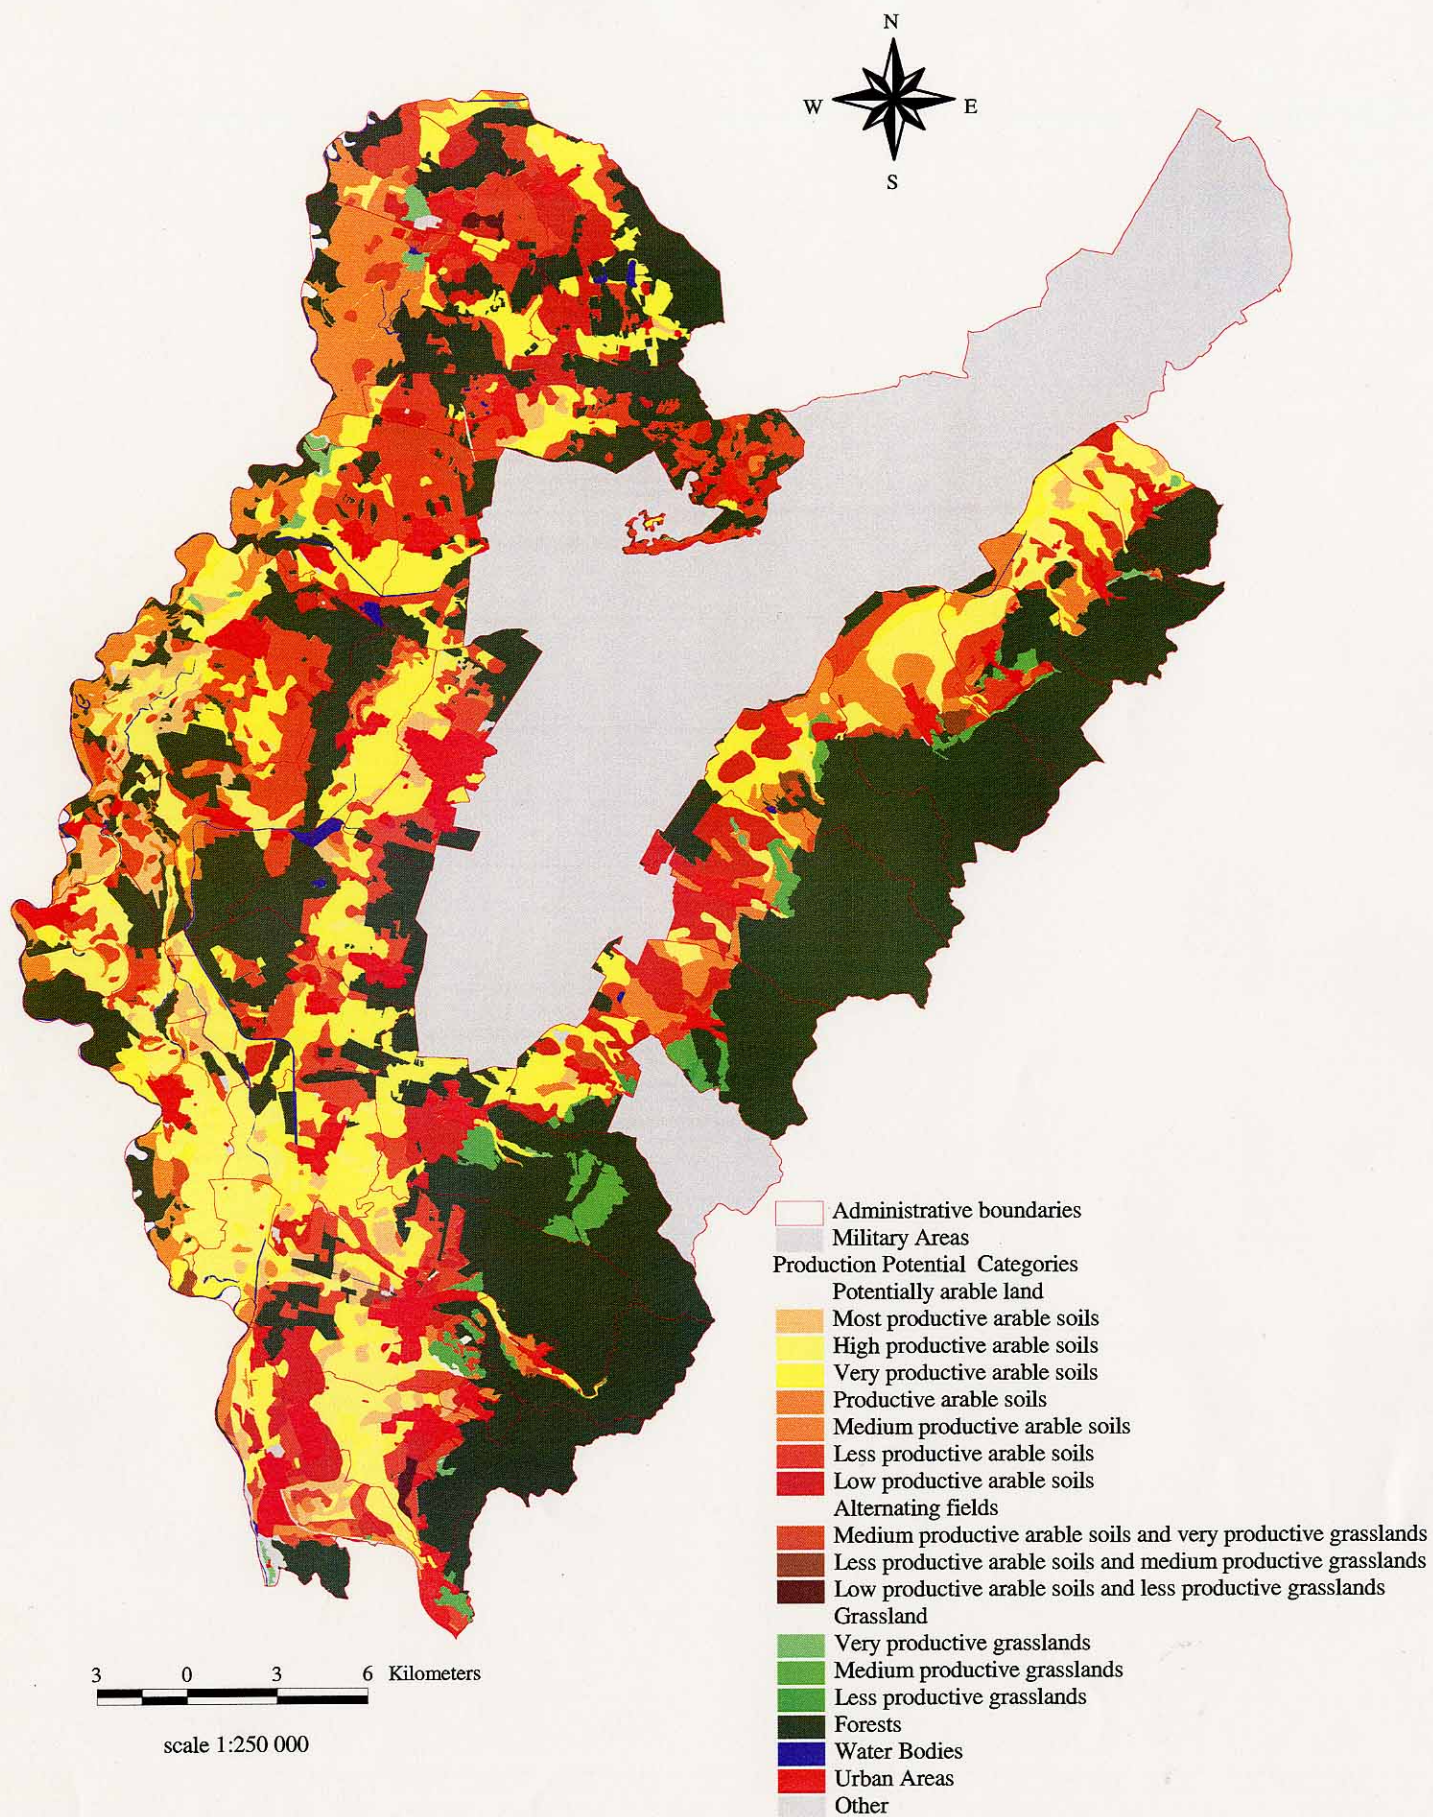 N
W E
S
Administrative boundaries
Military Areas
Production Potential Categories
Potentially arable land
Most productive arable soils
High productive arable soils
Very productive arable soils
Productive arable soils
Medium productive arable soils
Less productive arable soils
Low productive arable soils
Alternating fields
Medium productive arable soils and very productive grasslands
Less productive arable soils and medium productive grasslands
Low productive arable soils and less productive grasslands
Grassland
Very productive grasslands
Medium productive grasslands
Less productive grasslands
Forests
Water Bodies
Urban Areas
Other
3 0 3 6 Kilometers
scale 1:250 000